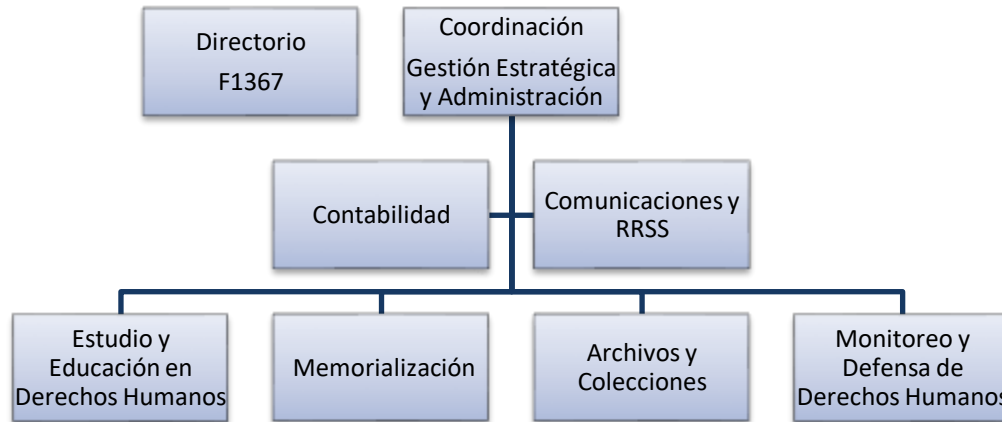 Directorio
F1367
Coordinación
Gestión Estratégica
y Administración
Contabilidad
Comunicaciones y
RRSS
Estudio y
Educación en
Derechos Humanos
Memorialización
Archivos y
Colecciones
Monitoreo y
Defensa de
Derechos Humanos